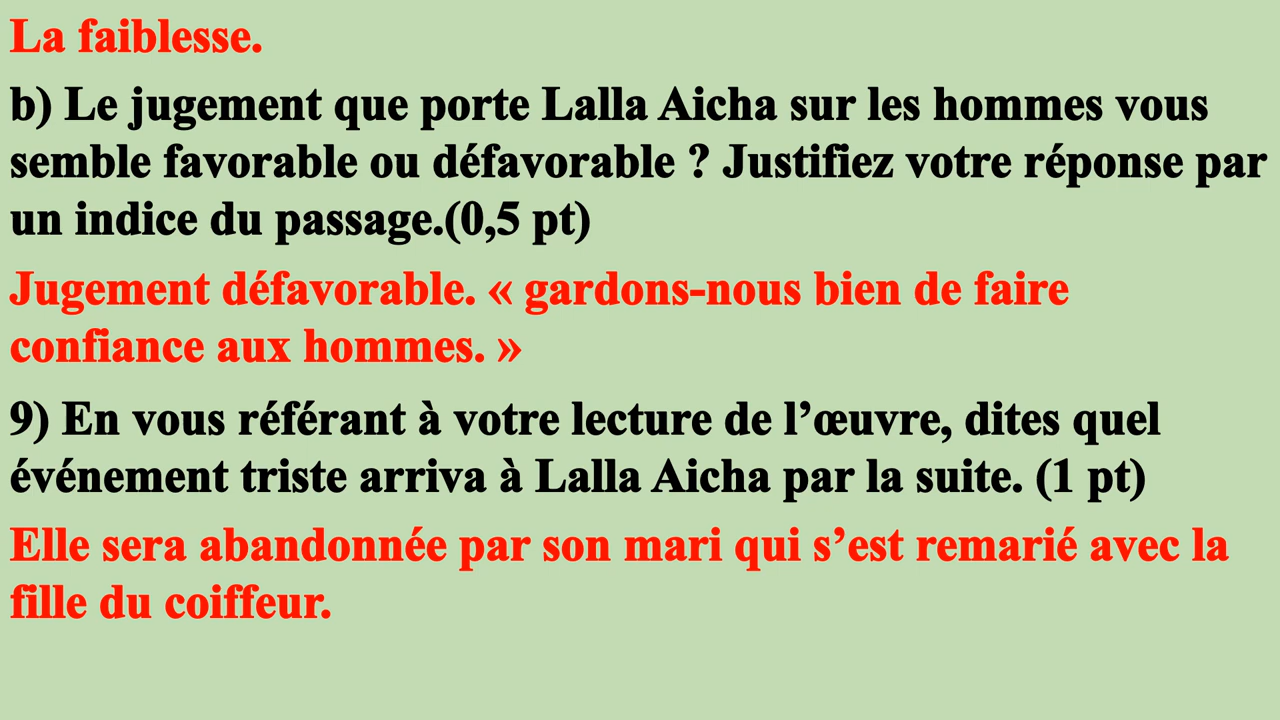 La faiblesse.
b) Le jugement que porte Lalla Aicha sur les hommes vous
semble favorable ou défavorable ? Justifiez votre réponse par
un indice du passage.(0,5 pt)
Jugement défavorable. « gardons-nous bien de faire
confiance aux hommes. »
9) En vous référant à votre lecture de l’œuvre, dites quel
événement triste arriva à Lalla Aicha par la suite. (1 pt)
Elle sera abandonnée par son mari qui s’est remarié avec la
fille du coiffeur.